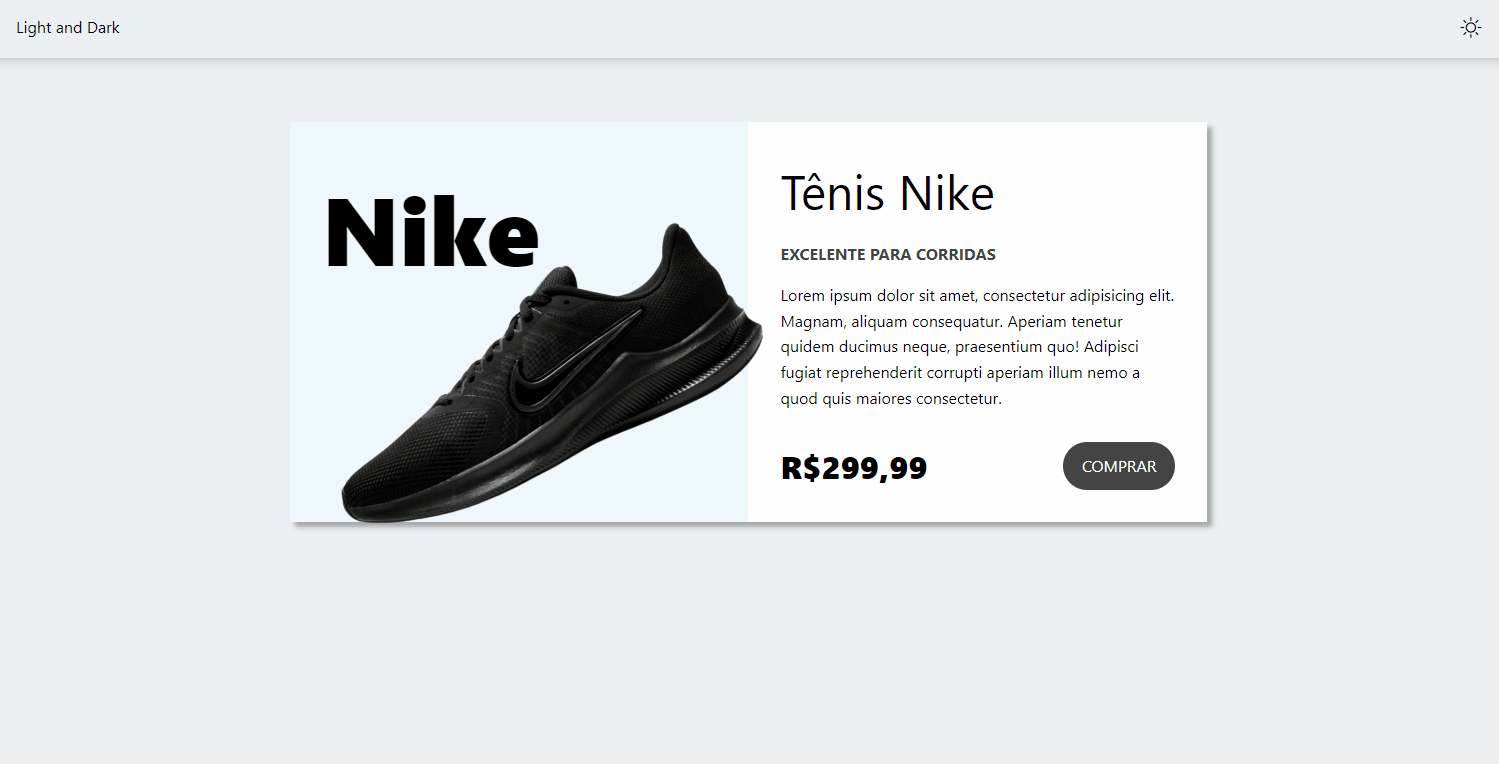 Light and Dark
Nike
Tênis Nike
EXCELENTE PARA CORRIDAS
Lorem ipsum dolor sit amet, consectetur adipisicing elit.
Magnam, aliquam consequatur. Aperiam tenetur
quidem ducimus neque, praesentium quo! Adipisci
fugiat reprehenderit corrupti aperiam illum nemo a
quod quis maiores consectetur.
R$299,99
COMPRAR